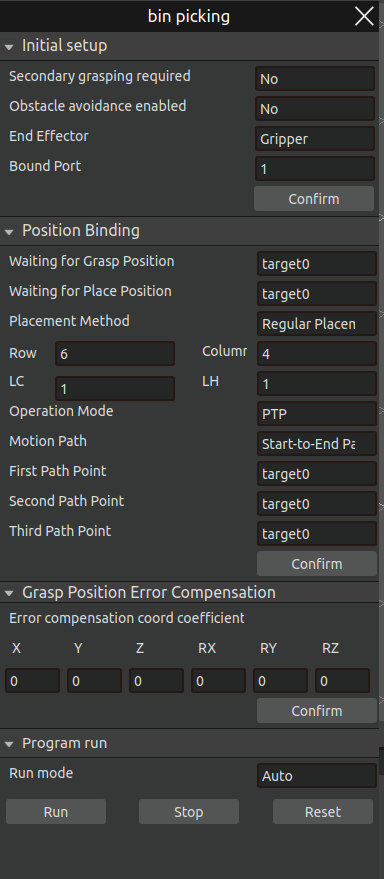 bin picking
Initial setup
Secondary grasping required No
Obstacle avoidance enabled No
End Effector Gripper
Bound Port 1
Confirm
Position Binding
Waiting for Grasp Position target0
Waiting for Place Position target0
Placement Method Regular Placen
Row 6 Column 4
LC 1 LH 1
Operation Mode PTP
Motion Path Start-to-End Pa
First Path Point target0
Second Path Point target0
Third Path Point target0
Confirm
Grasp Position Error Compensation
Error compensation coord coefficient
X Y Z RX RY RZ
0 0 0 0 0 0
Confirm
Program run
Run mode Auto
Run Stop Reset